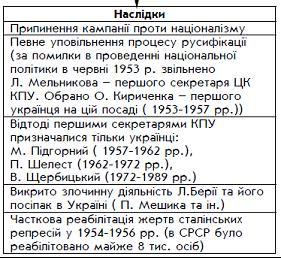 Наслідки
Припинення кампанії проти націоналізму
Певне уповільнення процесу русифікації
(за помилки в проведенні національної
політики в червні 1953 р. звільнено
Л. Мельникова – першого секретаря ЦК
КПУ. Обрано О. Кириченка – першого
українця на цій посаді ( 1953-1957 рр.))
Відтоді першими секретарями КПУ
призначалися тільки українці:
М. Підгорний ( 1957-1962 рр.),
П. Шелест (1962-1972 рр.),
В. Щербицький (1972-1989 рр.)
Викрито злочинну діяльність Л.Берії та його
посіпак в Україні ( П. Мешика та ін.)
Часткова реабілітація жертв сталінських
репресій у 1954-1956 рр. (в СРСР було
реабілітовано майже 8 тис. осіб)